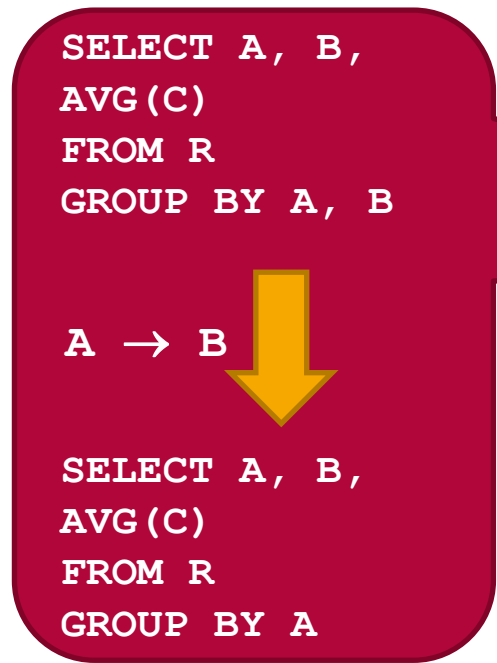 SELECT A, B,
AVG(C)
FROM R
GROUP BY A, B
A → B
SELECT A, B,
AVG(C)
FROM R
GROUP BY A